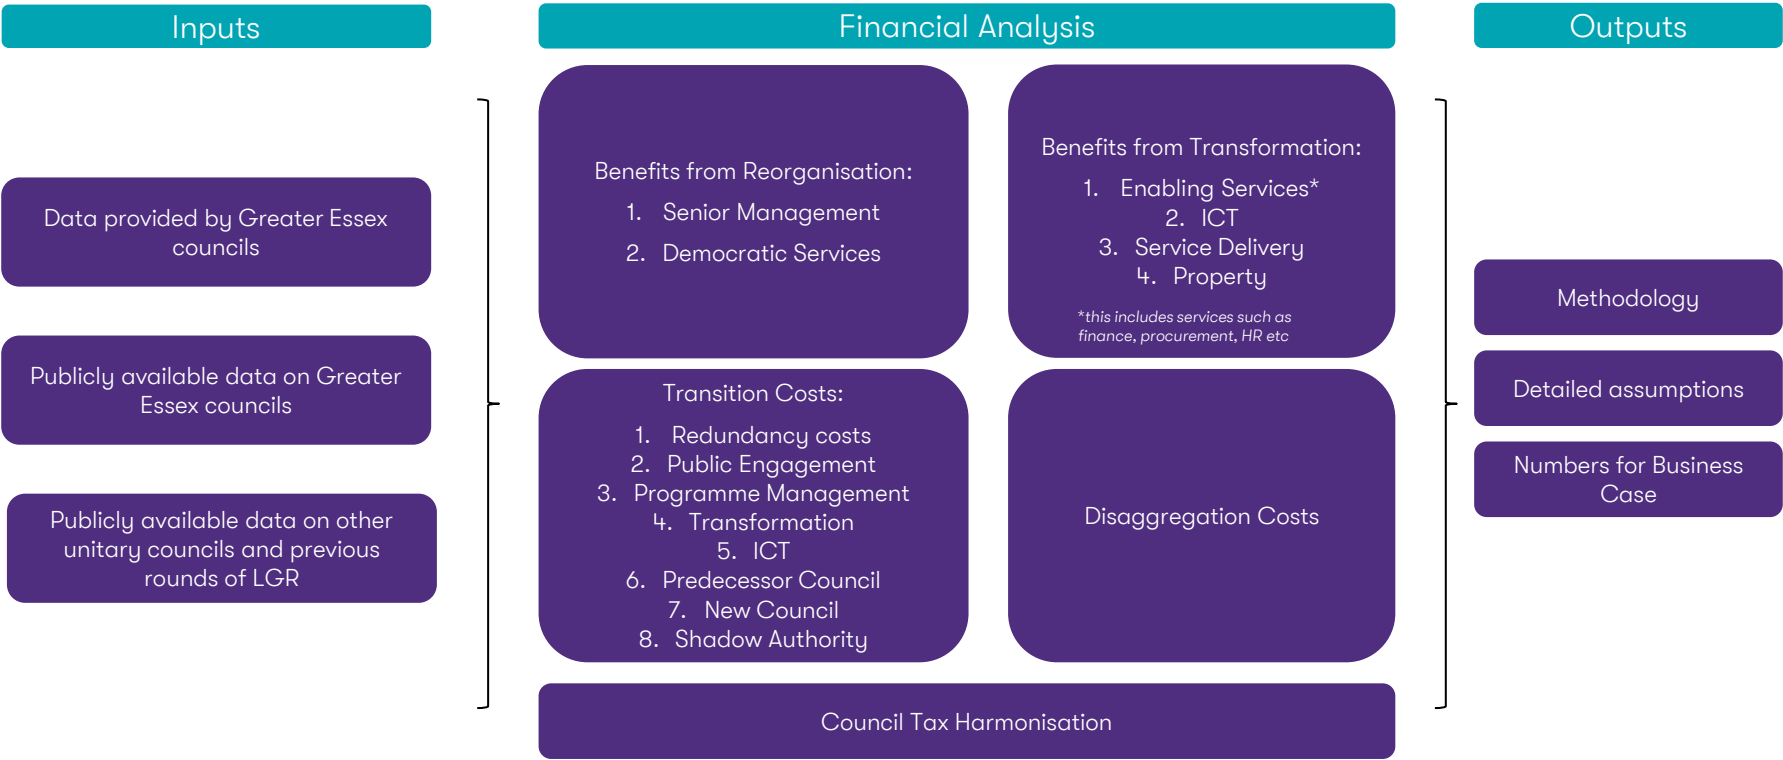 Inputs
Financial Analysis
Outputs
Data provided by Greater Essex
councils
Publicly available data on Greater
Essex councils
Publicly available data on other
unitary councils and previous
rounds of LGR
Benefits from Reorganisation:
1. Senior Management
2. Democratic Services
Benefits from Transformation:
1. Enabling Services*
2. ICT
3. Service Delivery
4. Property
*this includes services such as
finance, procurement, HR etc
Transition Costs:
1. Redundancy costs
2. Public Engagement
3. Programme Management
4. Transformation
5. ICT
6. Predecessor Council
7. New Council
8. Shadow Authority
Disaggregation Costs
Council Tax Harmonisation
Methodology
Detailed assumptions
Numbers for Business
Case